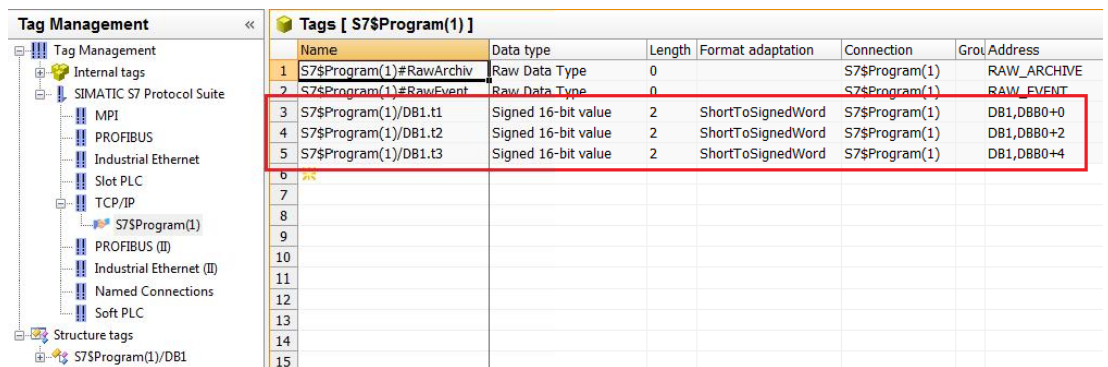 Tag Management «
Tag Management
Internal tags
SIMATIC S7 Protocol Suite
MPI
PROFIBUS
Industrial Ethernet
Slot PLC
TCP/IP
S7$Program(1)
PROFIBUS (II)
Industrial Ethernet (II)
Named Connections
Soft PLC
Structure tags
S7$Program(1)/DB1
Tags [ S7$Program(1) ]
Name Data type Length Format adaptation Connection Grou Address
1 S7$Program(1)#RawArchiv Raw Data Type 0 S7$Program(1) RAW_ARCHIVE
2 S7$Program(1)#RawEvent Raw Data Type 0 S7$Program(1) RAW_EVENT
3 S7$Program(1)/DB1.t1 Signed 16-bit value 2 ShortToSignedWord S7$Program(1) DB1,DBB0+0
4 S7$Program(1)/DB1.t2 Signed 16-bit value 2 ShortToSignedWord S7$Program(1) DB1,DBB0+2
5 S7$Program(1)/DB1.t3 Signed 16-bit value 2 ShortToSignedWord S7$Program(1) DB1,DBB0+4
6
7
8
9
10
11
12
13
14
15